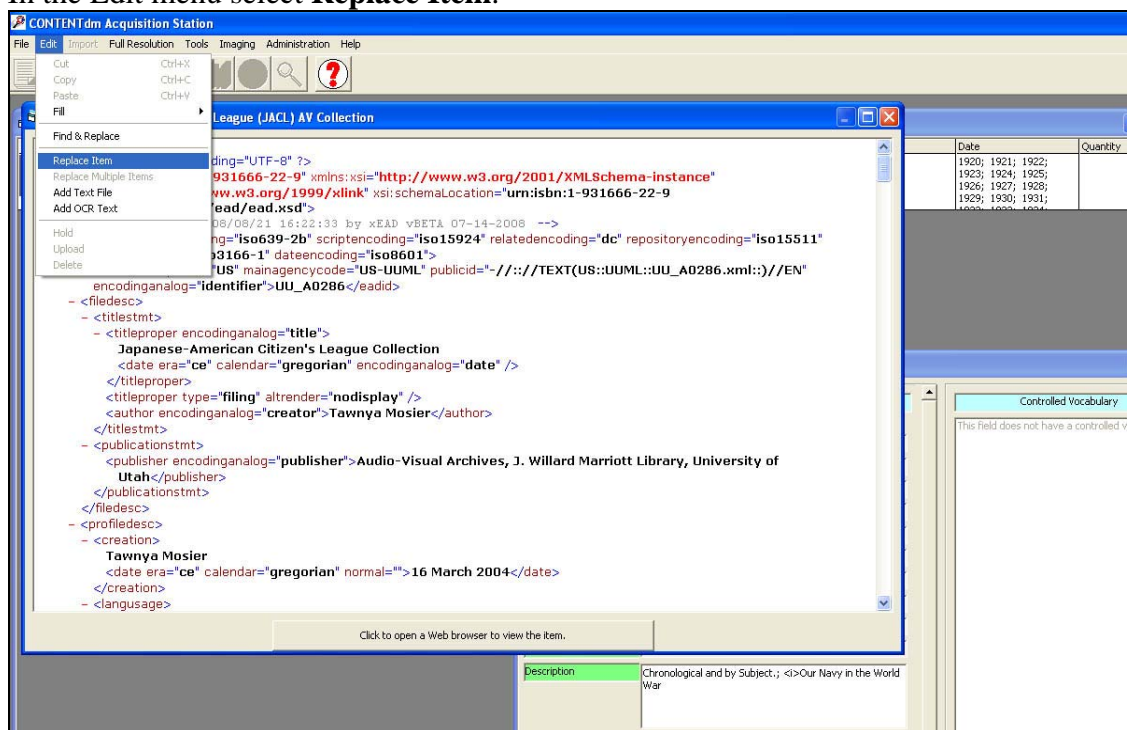 In the Edit menu select Replace Item.
CONTENTdm Acquisition Station
File Edit Import Full Resolution Tools Imaging Administration Help
Cut Ctrl+X
Copy Ctrl+C
Paste Ctrl+V
Fill
Find & Replace
Replace Item
Replace Multiple Items
Add Text File
Add OCR Text
Hold
Upload
Delete
League (JACL) AV Collection
ding="UTF-8" ?>
931666-22-9" xmlns:xsi="http://www.w3.org/2001/XMLSchema-instance"
ww.w3.org/1999/xlink" xsi:schemaLocation="urn:isbn:1-931666-22-9
/ead/ead.xsd">
08/08/21 16:22:33 by xEAD vBETA 07-14-2008 -->
ng="iso639-2b" scriptencoding="iso15924" relatedencoding="dc" repositoryencoding="iso15511"
o3166-1" dateencoding="iso8601">
"US" mainagencycode="US-UUML" publicid="-//:://TEXT(US::UUML::UU_A0286.xml::)//EN"
encodinganalog="identifier">UU_A0286</eadid>
- <filedesc>
- <titlestmt>
- <titleproper encodinganalog="title">
Japanese-American Citizen's League Collection
<date era="ce" calendar="gregorian" encodinganalog="date" />
</titleproper>
<titleproper type="filing" altrender="nodisplay" />
<author encodinganalog="creator">Tawnya Mosier</author>
</titlestmt>
- <publicationstmt>
<publisher encodinganalog="publisher">Audio-Visual Archives, J. Willard Marriott Library, University of
Utah</publisher>
</publicationstmt>
</filedesc>
- <profiledesc>
- <creation>
Tawnya Mosier
<date era="ce" calendar="gregorian" normal="">16 March 2004</date>
</creation>
- <langusage>
Click to open a Web browser to view the item.
Date Quantity
1920; 1921; 1922;
1923; 1924; 1925;
1926; 1927; 1928;
1929; 1930; 1931;
Controlled Vocabulary
This field does not have a controlled v
Description
Chronological and by Subject.; <i>Our Navy in the World
War